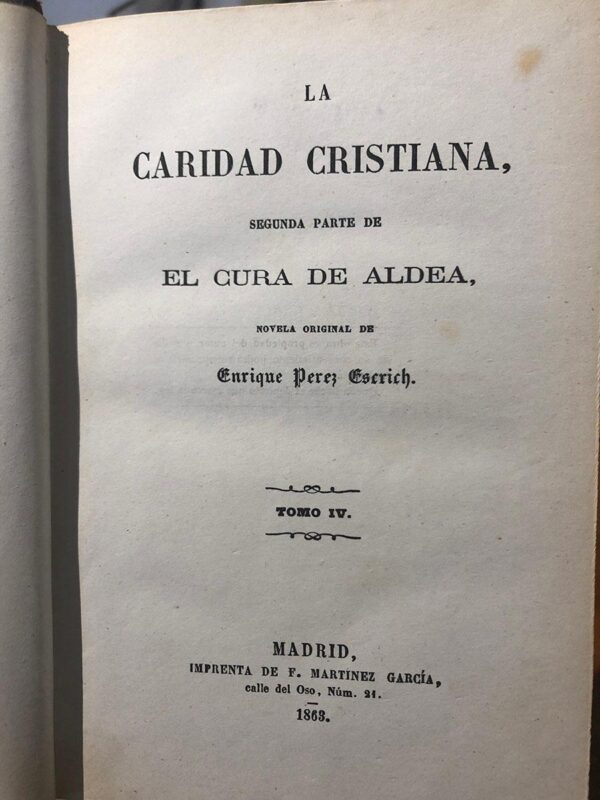 LA
CARIDAD CRISTIANA,
SEGUNDA PARTE DE
EL CURA DE ALDEA,
NOVELA ORIGINAL DE
Enrique Perez Escrich.
TOMO IV.
MADRID,
IMPRENTA DE F. MARTINEZ GARCÍA,
calle del Oso, Núm. 21.
1863.